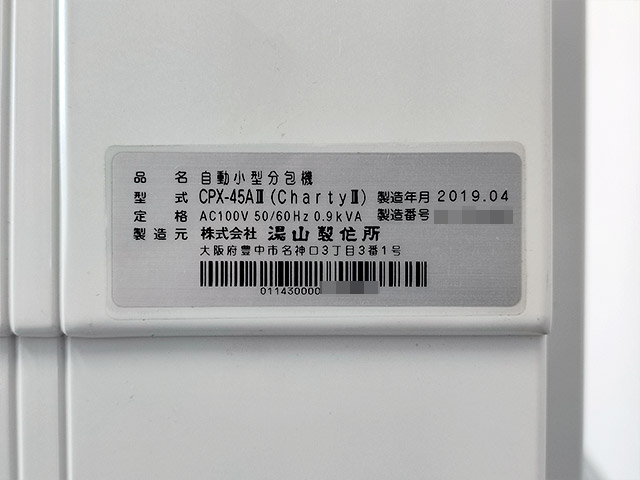 品名 自動小型分包機
型式 CPX-45AⅢ(ChartyⅢ) 製造年月 2019.04
定格 AC100V 50/60Hz 0.9kVA 製造番号
製造元 株式会社 湯山製作所
大阪府豊中市名神口3丁目3番1号
011430000